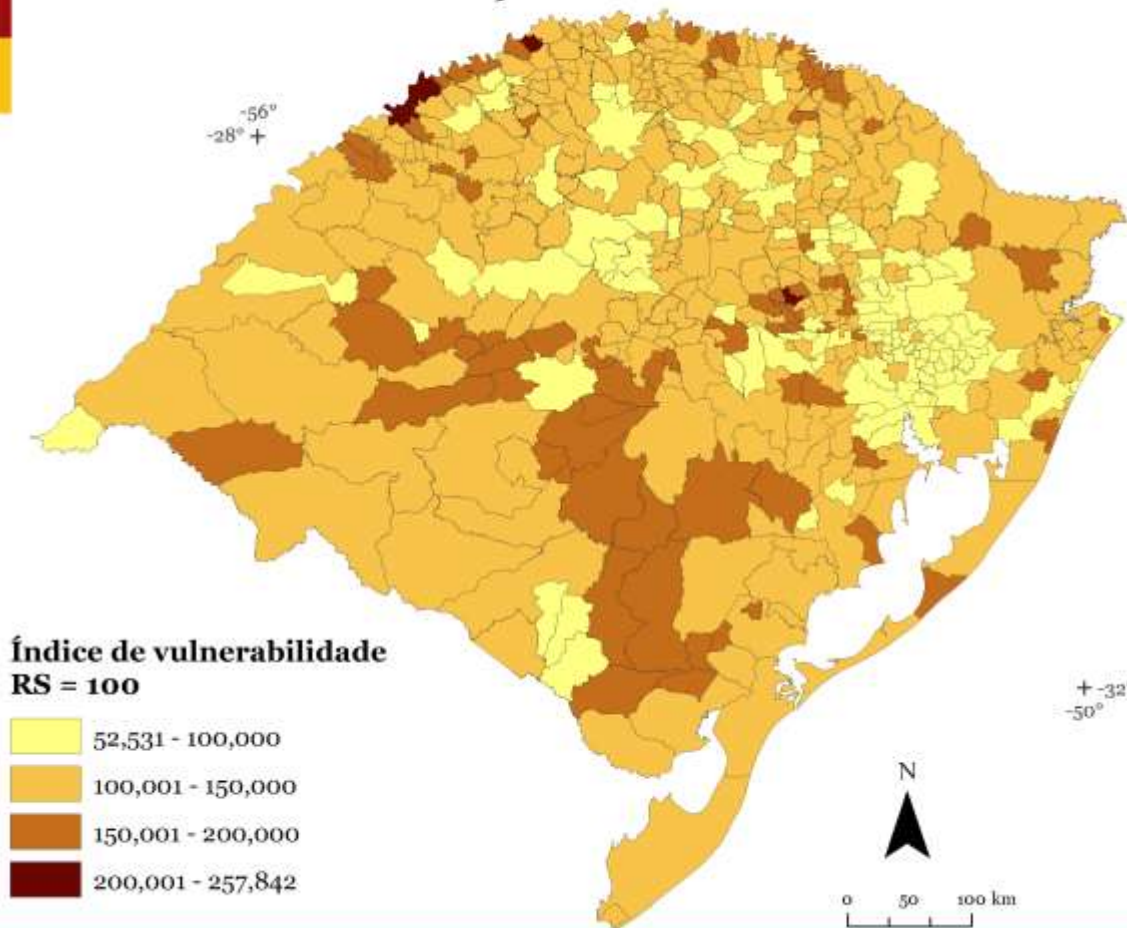 -56°
-28° +
Índice de vulnerabilidade
RS = 100
52,531 - 100,000
100,001 - 150,000
150,001 - 200,000
200,001 - 257,842
+ -32
-50°
N
0 50 100 km